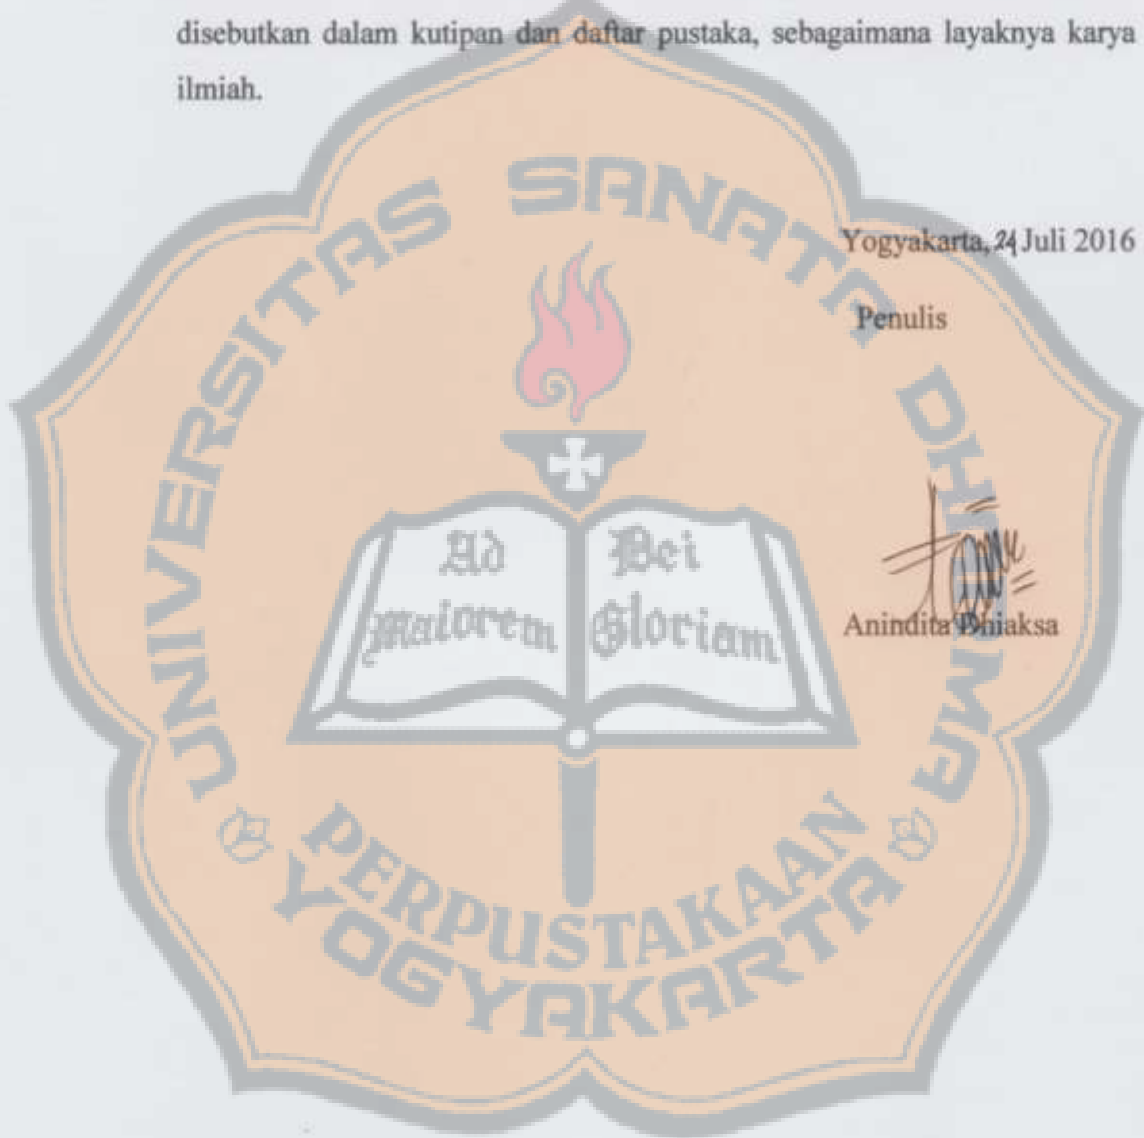 disebutkan dalam kutipan dan daftar pustaka, sebagaimana layaknya karya
ilmiah.
UNIVERSITAS SANATA DHARMA
Yogyakarta, 24 Juli 2016
Penulis
Ad Maiorem
Dei Gloriam
Anindita Dhiaksa
PERPUSTAKAAN
YOGYAKARTA